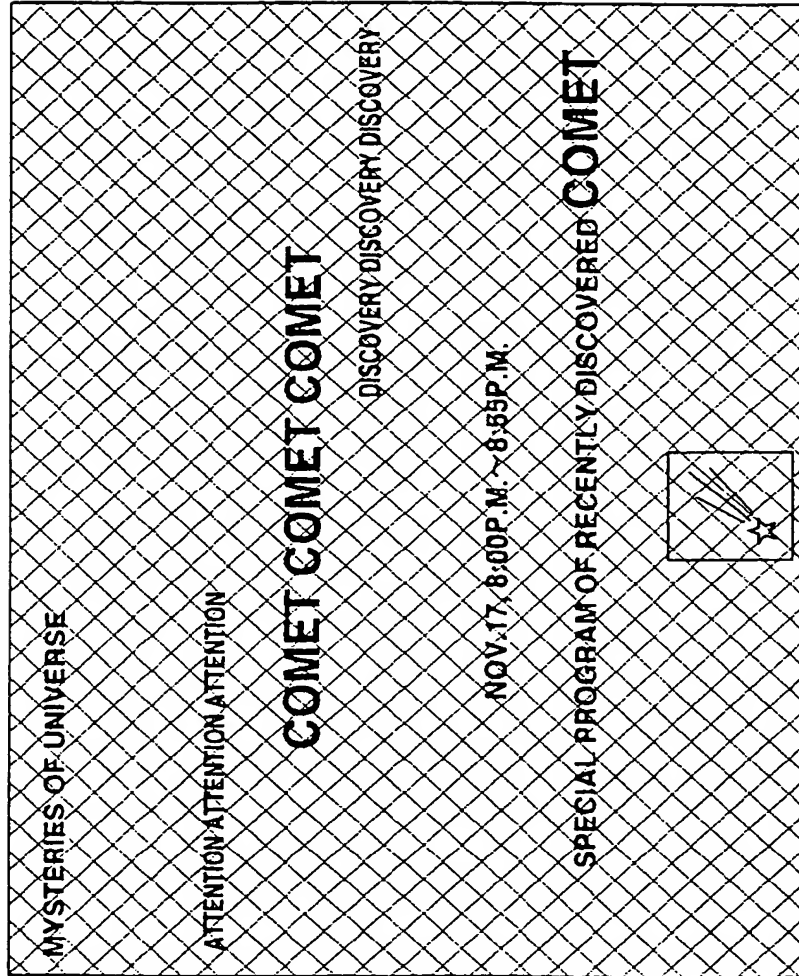 MYSTERIES OF UNIVERSE
ATTENTION ATTENTION ATTENTION
COMET COMET COMET
DISCOVERY DISCOVERY DISCOVERY
NOV.17, 8:00P.M.~8:55P.M.
SPECIAL PROGRAM OF RECENTLY DISCOVERED COMET